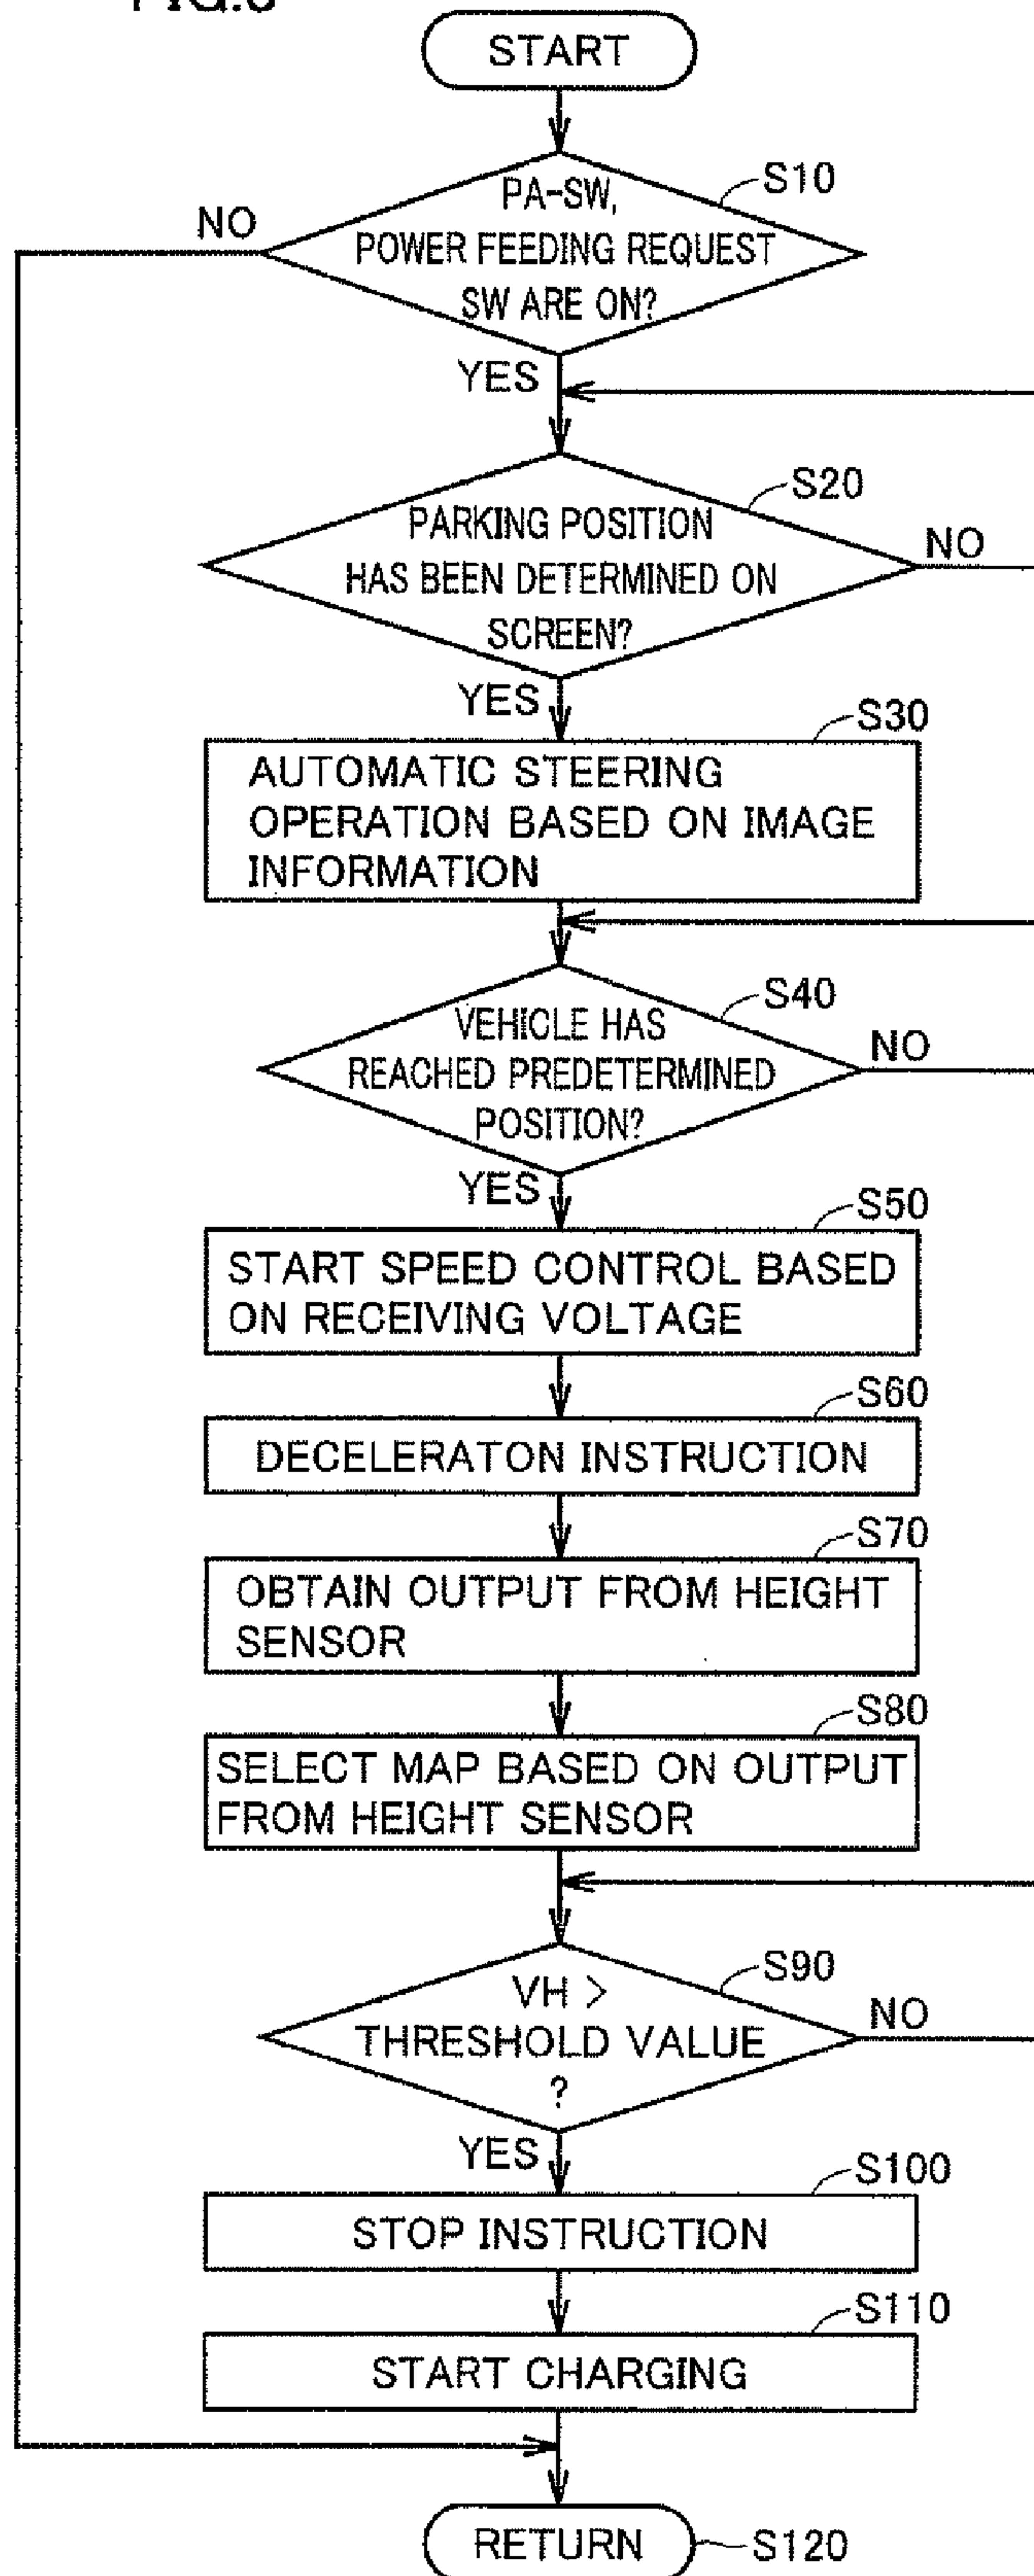 START
S10
PA-SW,
POWER FEEDING REQUEST
SW ARE ON?
NO
YES
S20
PARKING POSITION
HAS BEEN DETERMINED ON
SCREEN?
NO
YES
S30
AUTOMATIC STEERING
OPERATION BASED ON IMAGE
INFORMATION
S40
VEHICLE HAS
REACHED PREDETERMINED
POSITION?
NO
YES
S50
START SPEED CONTROL BASED
ON RECEIVING VOLTAGE
S60
DECELERATON INSTRUCTION
S70
OBTAIN OUTPUT FROM HEIGHT
SENSOR
S80
SELECT MAP BASED ON OUTPUT
FROM HEIGHT SENSOR
S90
VH >
THRESHOLD VALUE
?
NO
YES
S100
STOP INSTRUCTION
S110
START CHARGING
RETURN
S120